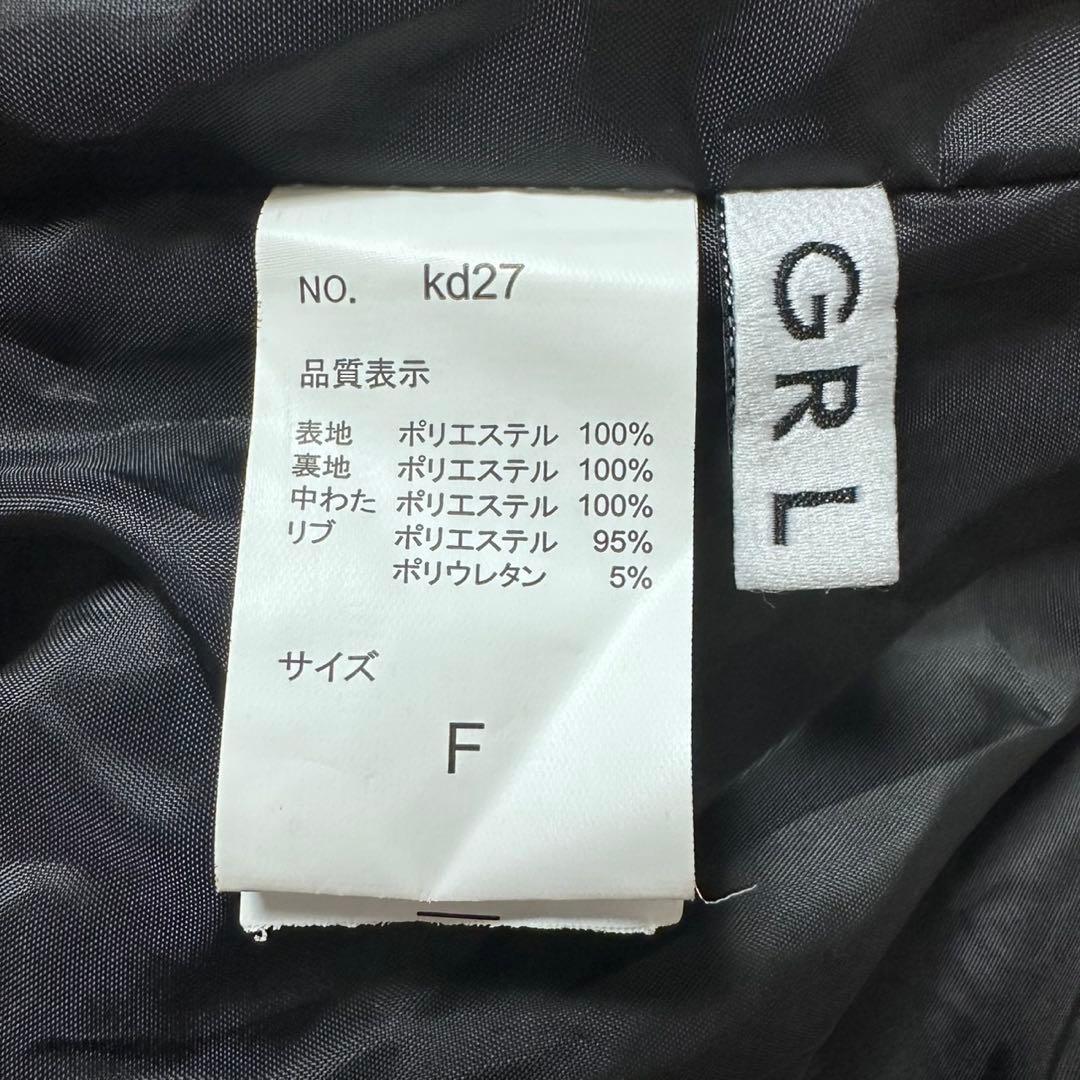 NO. kd27
品質表示
表地 ポリエステル 100%
裏地 ポリエステル 100%
中わた ポリエステル 100%
リブ ポリエステル 95%
ポリウレタン 5%
サイズ
F
GRL